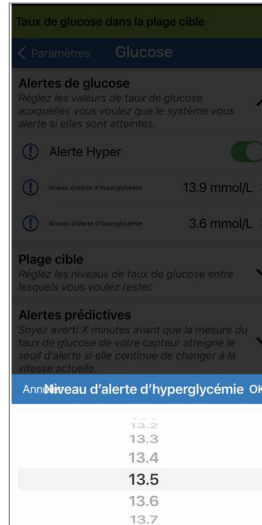 Taux de glucose dans la plage cible
Paramètres Glucose
Alertes de glucose
Réglez les valeurs de taux de glucose
auxquelles vous voulez que le système vous
alerte si elles sont atteintes.
Alerte Hyper
Niveau d'alerte d'hyperglycémie 13.9 mmol/L
Niveau d'alerte d'hypoglycémie 3.6 mmol/L
Plage cible
Réglez les niveaux de taux de glucose entre
lesquels vous voulez rester.
Alertes prédictives
Soyez averti X minutes avant que la mesure du
taux de glucose de votre capteur atteigne le
seuil d'alerte si elle continue de changer à la
vitesse actuelle.
Niveau d'alerte d'hyperglycémie OK
13.2
13.3
13.4
13.5
13.6
13.7